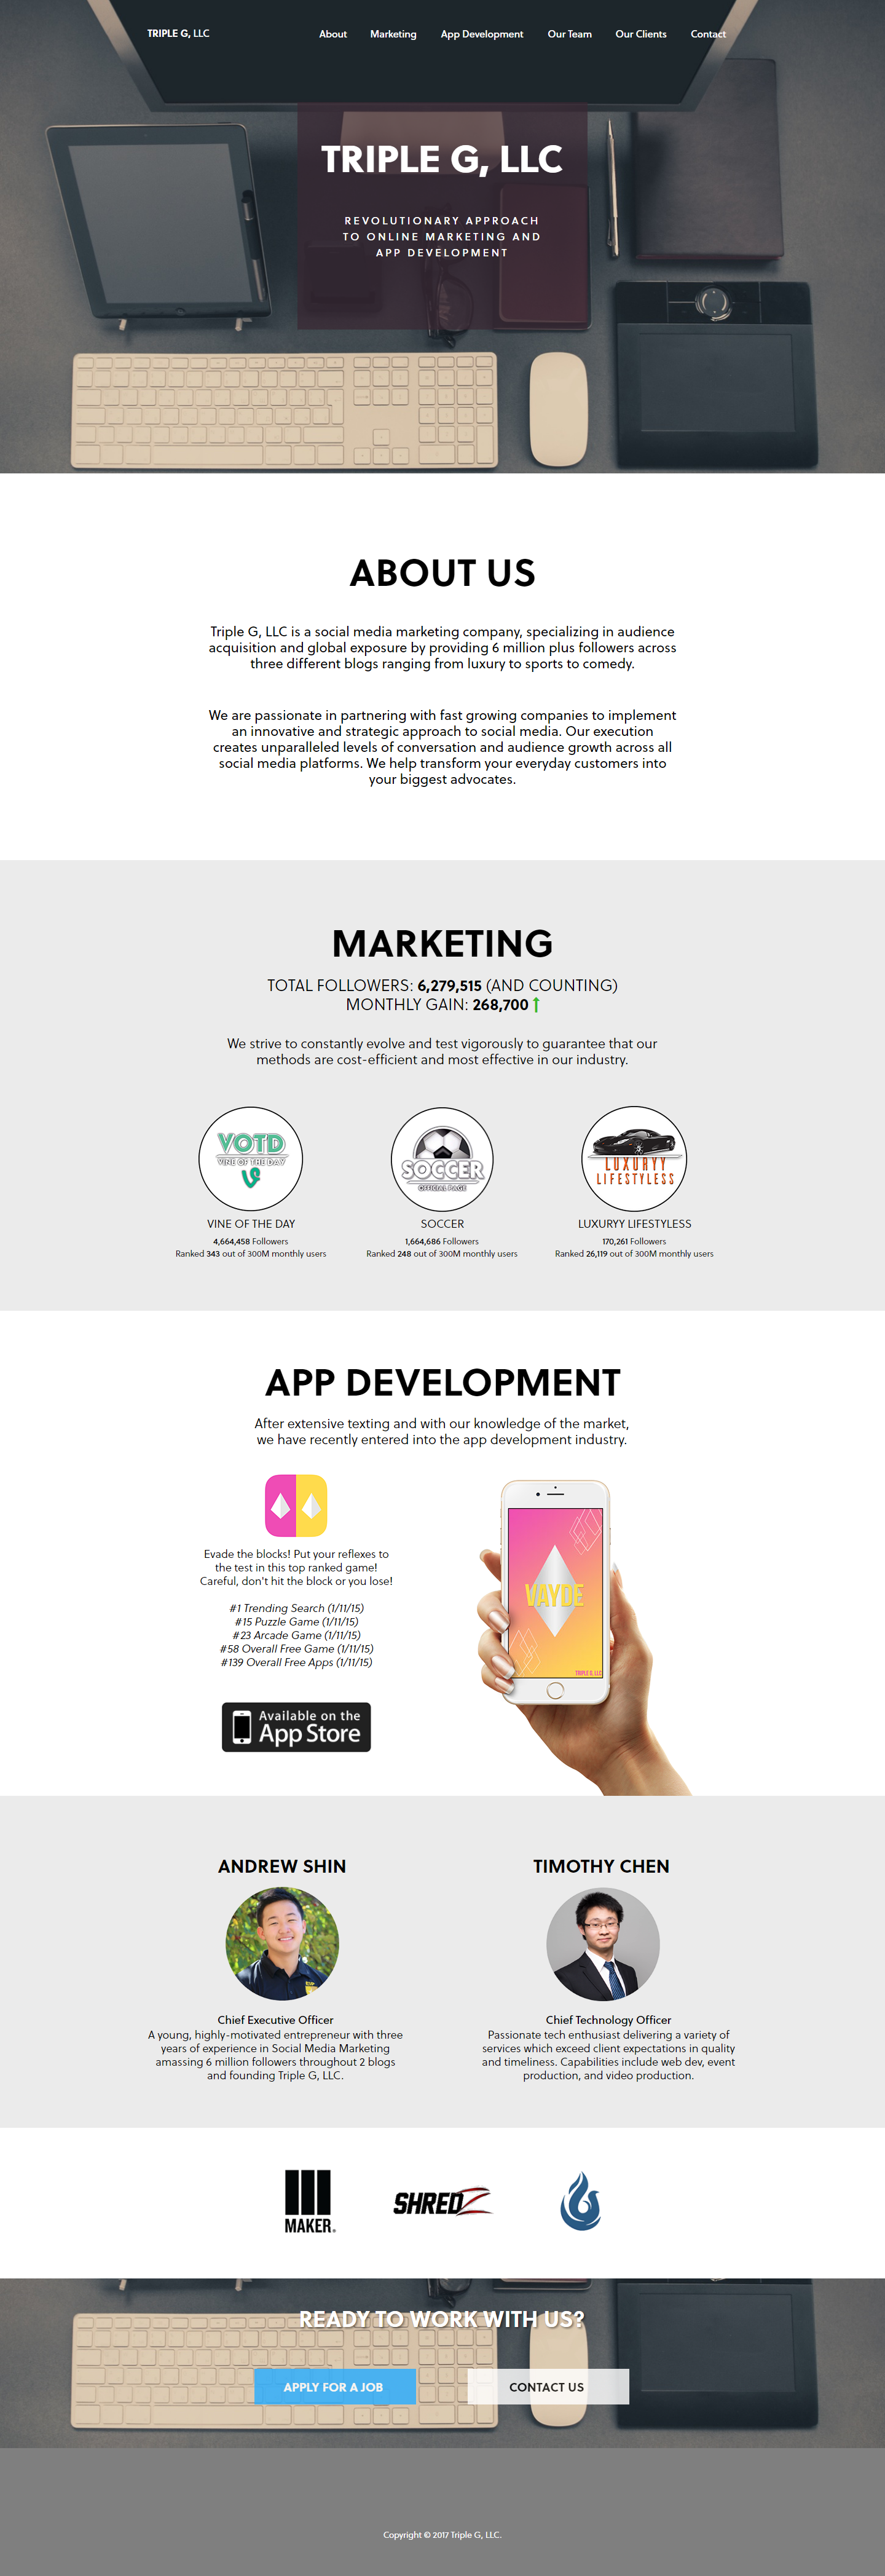 TRIPLE G, LLC
About Marketing App Development Our Team Our Clients Contact
TRIPLE G, LLC
REVOLUTIONARY APPROACH
TO ONLINE MARKETING AND
APP DEVELOPMENT
ABOUT US
Triple G, LLC is a social media marketing company, specializing in audience
acquisition and global exposure by providing 6 million plus followers across
three different blogs ranging from luxury to sports to comedy.
We are passionate in partnering with fast growing companies to implement
an innovative and strategic approach to social media. Our execution
creates unparalleled levels of conversation and audience growth across all
social media platforms. We help transform your everyday customers into
your biggest advocates.
MARKETING
TOTAL FOLLOWERS: 6,279,515 (AND COUNTING)
MONTHLY GAIN: 268,700
We strive to constantly evolve and test vigorously to guarantee that our
methods are cost-efficient and most effective in our industry.
VOTD
VINE OF THE DAY
VINE OF THE DAY
4,664,458 Followers
Ranked 343 out of 300M monthly users
SOCCER
OFFICIAL PAGE
SOCCER
1,664,686 Followers
Ranked 248 out of 300M monthly users
LUXURYY
LIFESTYLESS
LUXURYY LIFESTYLESS
170,261 Followers
Ranked 26,119 out of 300M monthly users
APP DEVELOPMENT
After extensive texting and with our knowledge of the market,
we have recently entered into the app development industry.
Evade the blocks! Put your reflexes to
the test in this top ranked game!
Careful, don't hit the block or you lose!
#1 Trending Search (1/11/15)
#15 Puzzle Game (1/11/15)
#23 Arcade Game (1/11/15)
#58 Overall Free Game (1/11/15)
#139 Overall Free Apps (1/11/15)
Available on the
App Store
VAYDE
TRIPLE G, LLC
ANDREW SHIN
Chief Executive Officer
A young, highly-motivated entrepreneur with three
years of experience in Social Media Marketing
amassing 6 million followers throughout 2 blogs
and founding Triple G, LLC.
TIMOTHY CHEN
Chief Technology Officer
Passionate tech enthusiast delivering a variety of
services which exceed client expectations in quality
and timeliness. Capabilities include web dev, event
production, and video production.
MAKER®
SHREDZ
READY TO WORK WITH US?
APPLY FOR A JOB
CONTACT US
Copyright © 2017 Triple G, LLC.